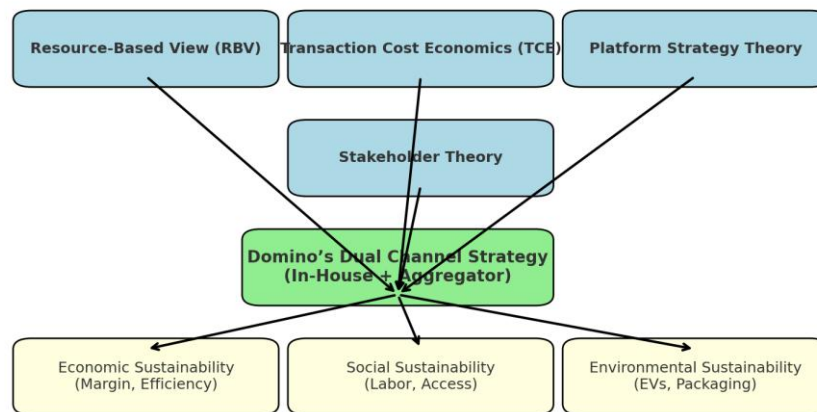 Resource-Based View (RBV)
Transaction Cost Economics (TCE)
Platform Strategy Theory
Stakeholder Theory
Domino’s Dual Channel Strategy
(In-House + Aggregator)
Economic Sustainability
(Margin, Efficiency)
Social Sustainability
(Labor, Access)
Environmental Sustainability
(EVs, Packaging)